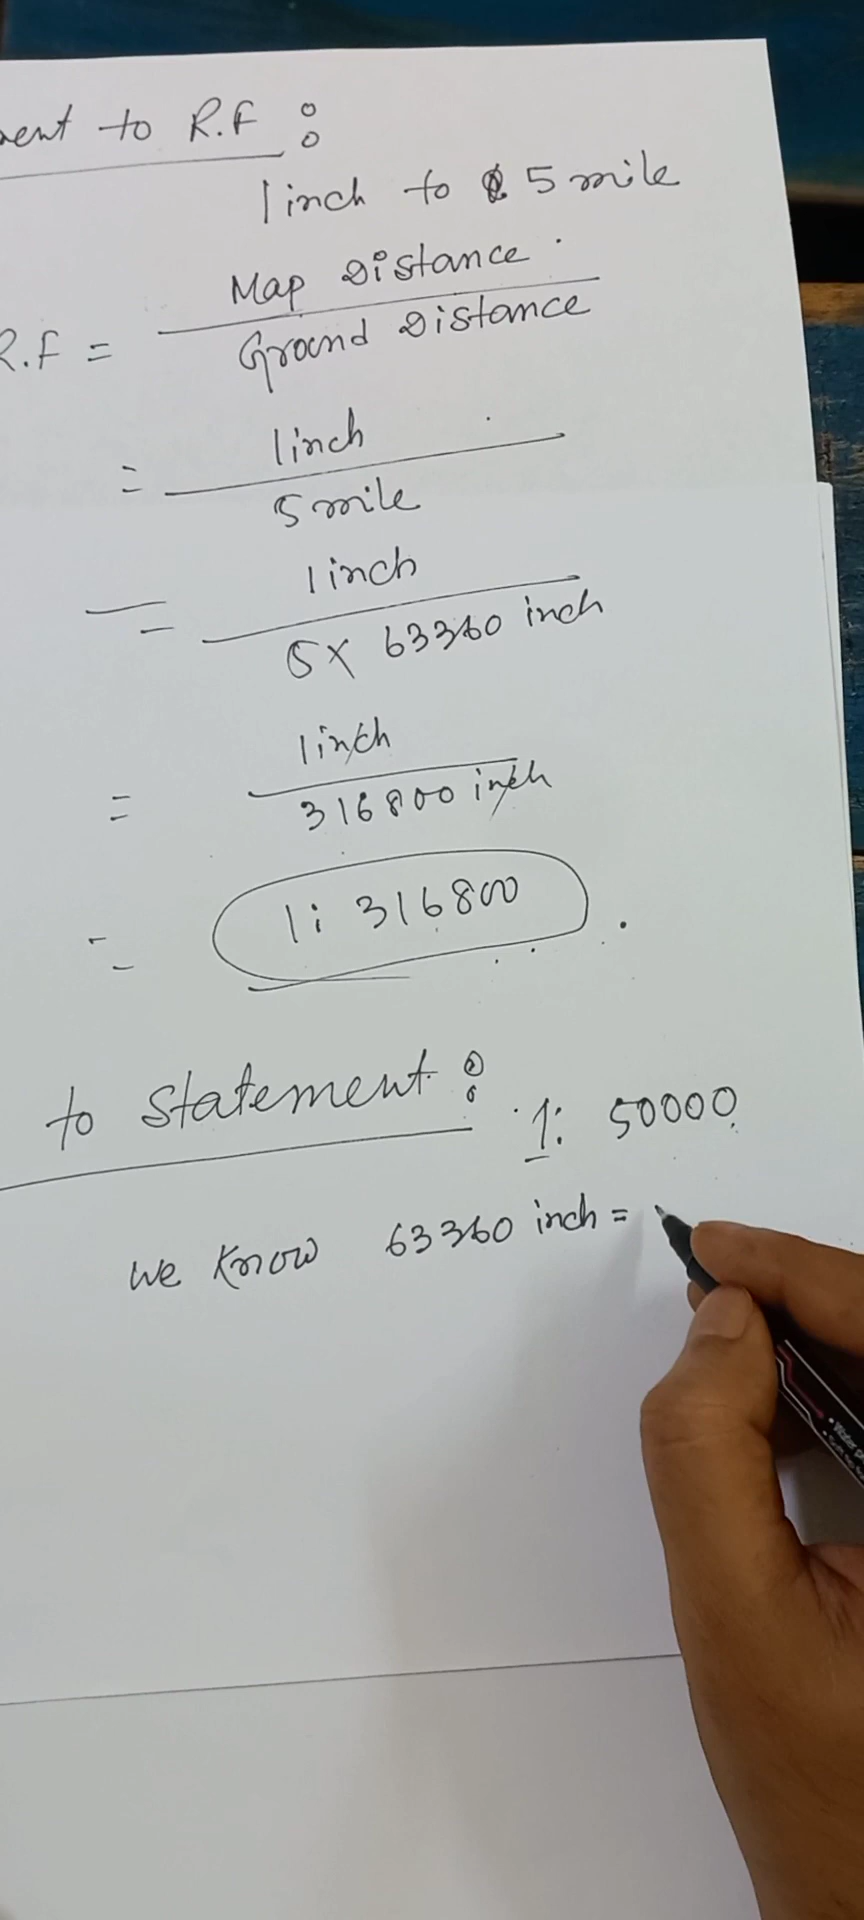 to R.F :
1 inch to 5 mile
R.F = Map Distance / Ground Distance
= 1 inch / 5 mile
= 1 inch / 5 x 63360 inch
= 1 inch / 316800 inch
= 1: 316800
to statement :
1: 50000
we know 63360 inch =